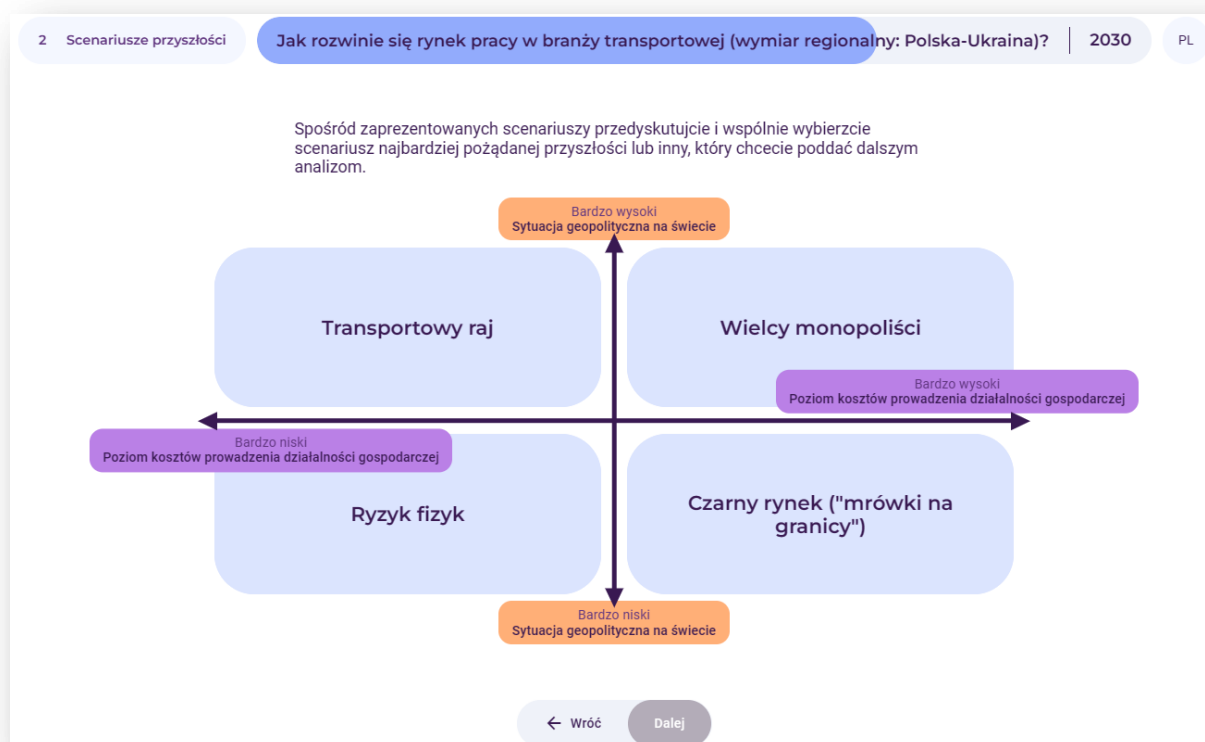 2 Scenariusze przyszłości
Jak rozwinie się rynek pracy w branży transportowej (wymiar regionalny: Polska-Ukraina)?
2030
PL
Spośród zaprezentowanych scenariuszy przedyskutujcie i wspólnie wybierzcie
scenariusz najbardziej pożądanej przyszłości lub inny, który chcecie poddać dalszym
analizom.
Bardzo wysoki
Sytuacja geopolityczna na świecie
Transportowy raj
Wielcy monopoliści
Bardzo wysoki
Poziom kosztów prowadzenia działalności gospodarczej
Bardzo niski
Poziom kosztów prowadzenia działalności gospodarczej
Ryzyk fizyk
Czarny rynek ("mrówki na
granicy")
Bardzo niski
Sytuacja geopolityczna na świecie
Wróć
Dalej